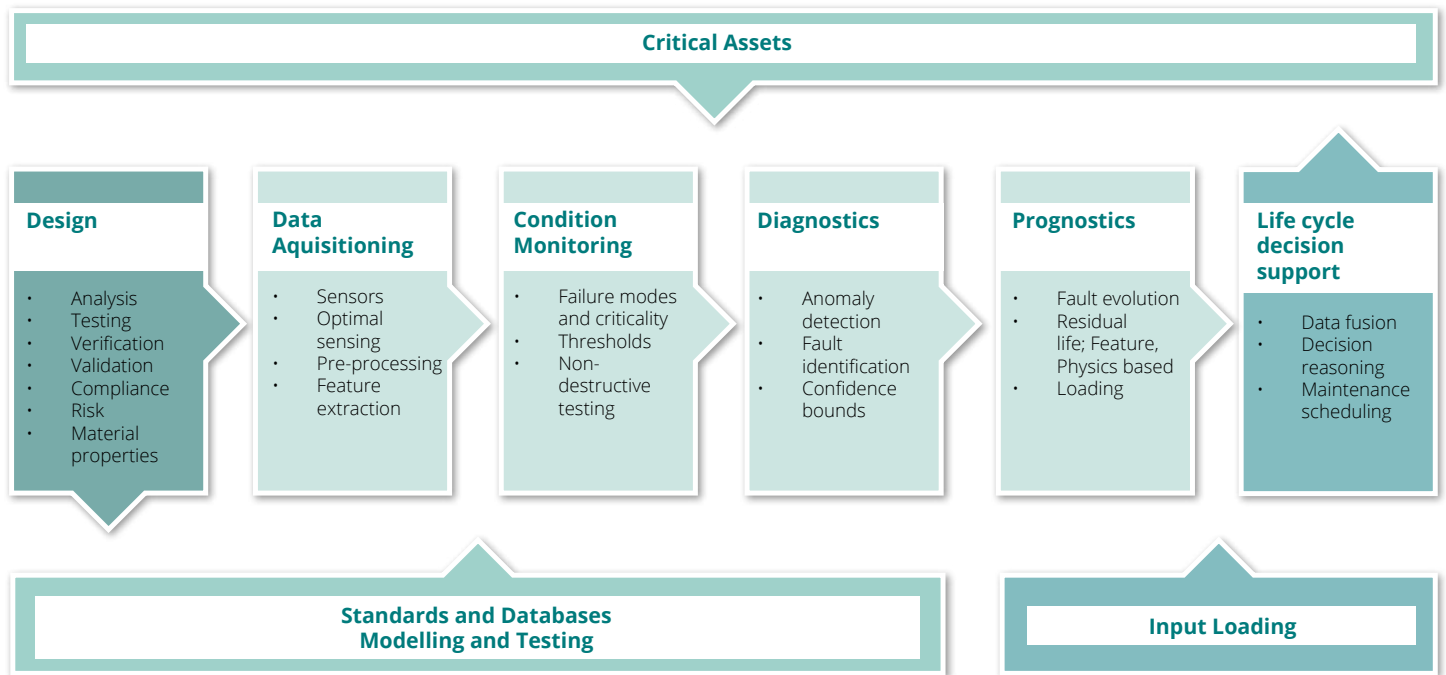 Critical Assets
Design
• Analysis
• Testing
• Verification
• Validation
• Compliance
• Risk
• Material
properties
Data
Aquisitioning
• Sensors
• Optimal
sensing
• Pre-processing
• Feature
extraction
Condition
Monitoring
• Failure modes
and criticality
• Thresholds
• Non-
destructive
testing
Diagnostics
• Anomaly
detection
• Fault
identification
• Confidence
bounds
Prognostics
• Fault evolution
• Residual
life; Feature,
Physics based
• Loading
Life cycle
decision
support
• Data fusion
• Decision
reasoning
• Maintenance
scheduling
Standards and Databases
Modelling and Testing
Input Loading